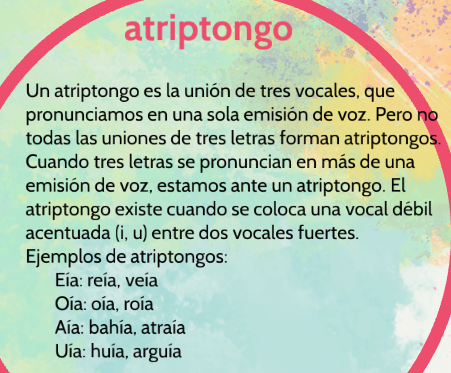 atriptongo
Un atriptongo es la unión de tres vocales, que
pronunciamos en una sola emisión de voz. Pero no
todas las uniones de tres letras forman atriptongos.
Cuando tres letras se pronuncian en más de una
emisión de voz, estamos ante un atriptongo. El
atriptongo existe cuando se coloca una vocal débil
acentuada (i, u) entre dos vocales fuertes.
Ejemplos de atriptongos:
Eía: reía, veía
Oía: oía, roía
Aía: bahía, atraía
Uía: huía, arguía